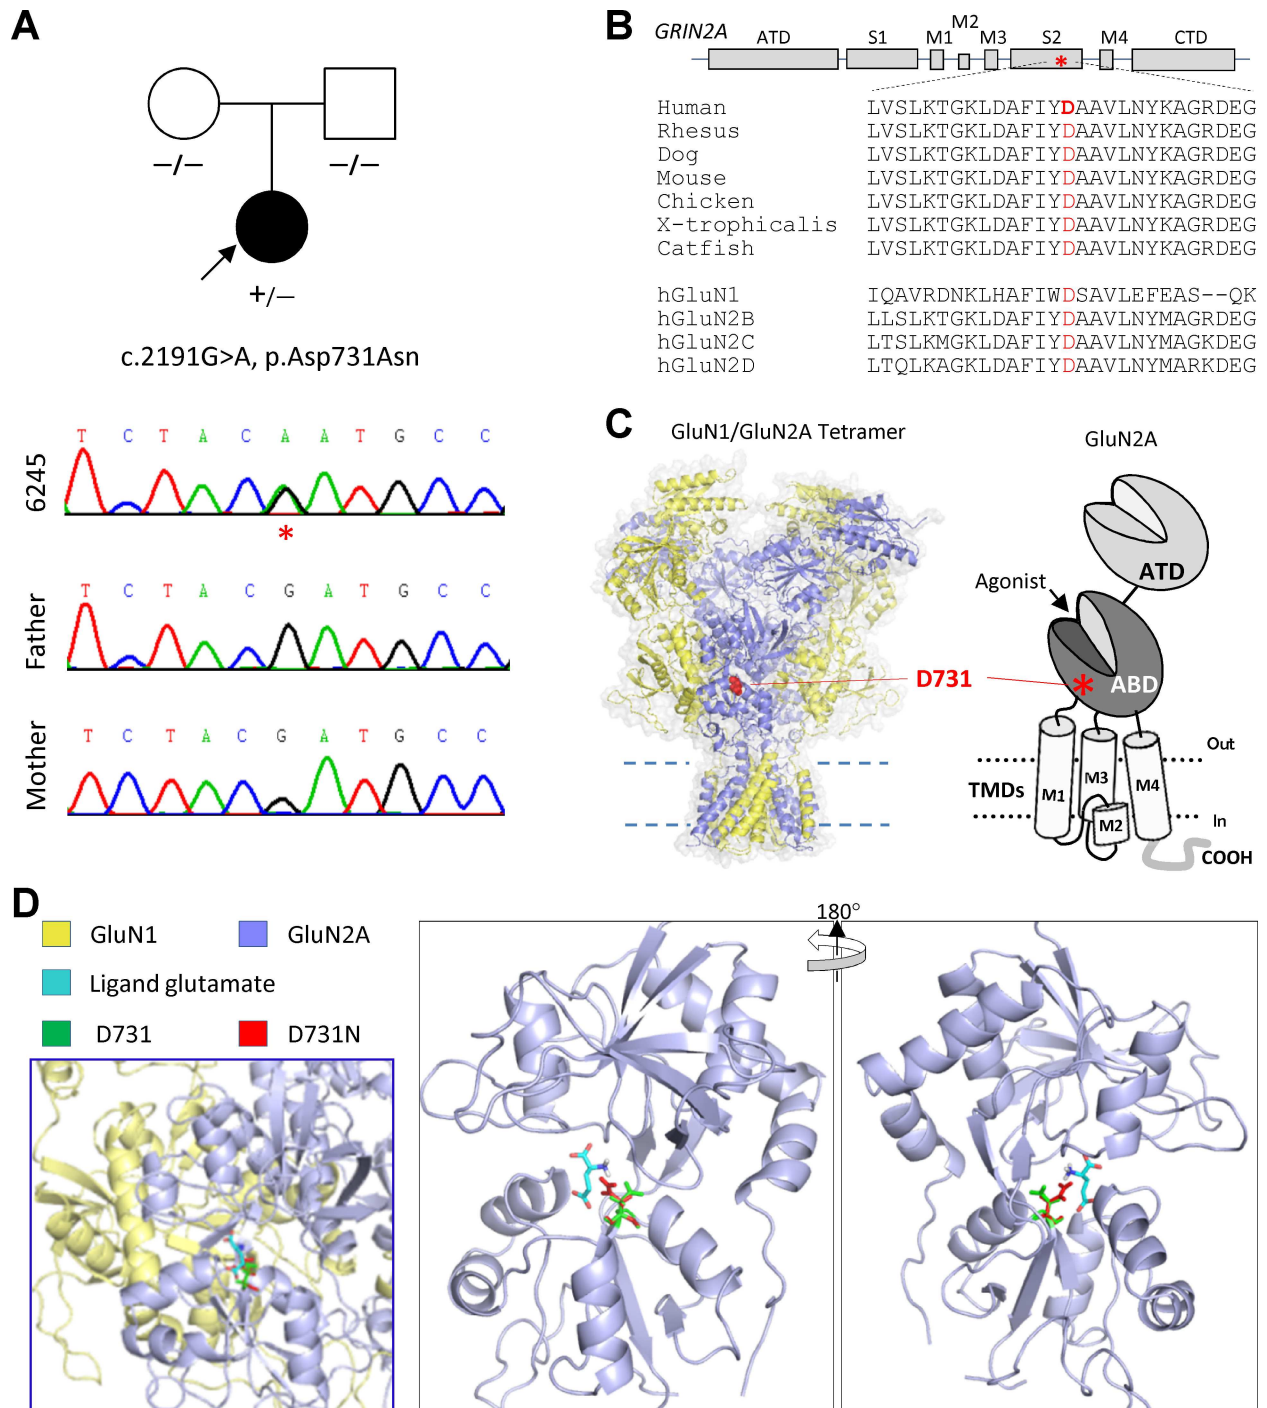 A
–/–
–/–
+/–
c.2191G>A, p.Asp731Asn
6245
T C T A C A A T G C C
*
Father
T C T A C G A T G C C
Mother
T C T A C G A T G C C
B
GRIN2A
ATD
S1
M1
M2
M3
S2
M4
CTD
*
Human LVSLKTGKLDAFIYDAAVLNYKAGRDEG
Rhesus LVSLKTGKLDAFIYDAAVLNYKAGRDEG
Dog LVSLKTGKLDAFIYDAAVLNYKAGRDEG
Mouse LVSLKTGKLDAFIYDAAVLNYKAGRDEG
Chicken LVSLKTGKLDAFIYDAAVLNYKAGRDEG
X-trophicalis LVSLKTGKLDAFIYDAAVLNYKAGRDEG
Catfish LVSLKTGKLDAFIYDAAVLNYKAGRDEG
hGluN1 IQAVRDNKLHAFIWDSAVLEFEAS--QK
hGluN2B LLSLKTGKLDAFIYDAAVLNYMAGRDEG
hGluN2C LTSLKMGKLDAFIYDAAVLNYMAGKDEG
hGluN2D LTQLKAGKLDAFIYDAAVLNYMARKDEG
C
GluN1/GluN2A Tetramer
GluN2A
ATD
Agonist
D731
*
ABD
Out
TMDs
M1
M3
M4
M2
In
COOH
D
GluN1
GluN2A
Ligand glutamate
D731
D731N
180°